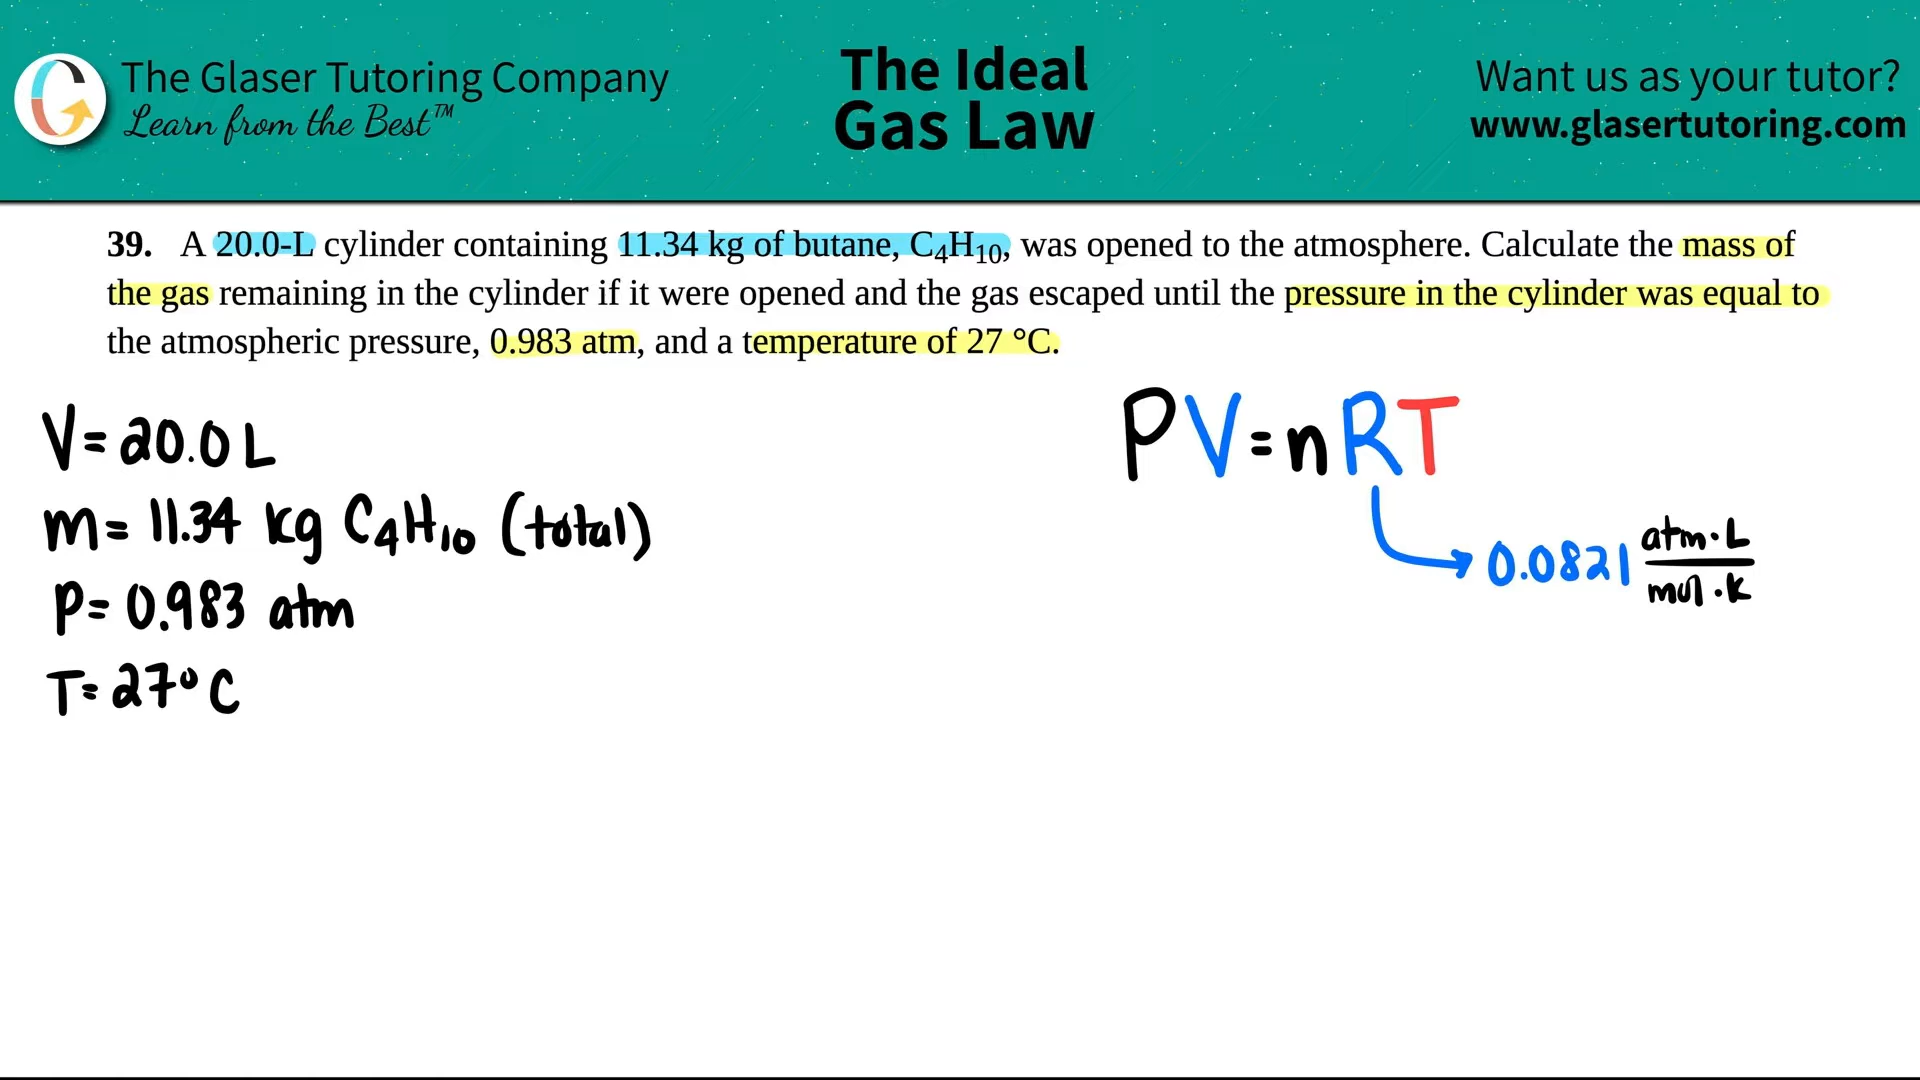 The Glaser Tutoring Company
Learn from the Best™
The Ideal
Gas Law
Want us as your tutor?
www.glasertutoring.com
39. A 20.0-L cylinder containing 11.34 kg of butane, C₄H₁₀, was opened to the atmosphere. Calculate the mass of
the gas remaining in the cylinder if it were opened and the gas escaped until the pressure in the cylinder was equal to
the atmospheric pressure, 0.983 atm, and a temperature of 27 °C.
V = 20.0 L
m = 11.34 kg C₄H₁₀ (total)
P = 0.983 atm
T = 27° C
PV = nRT
0.0821 atm·L
mol·K